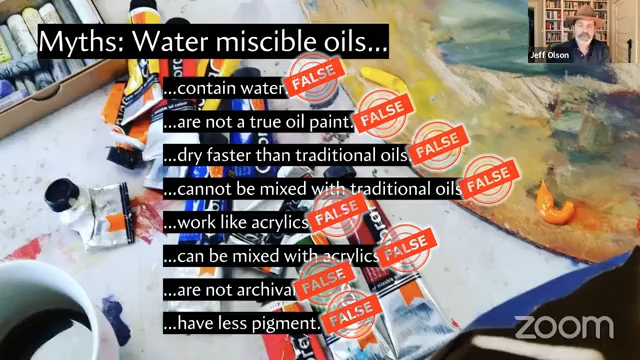 Myths: Water miscible oils...
Jeff Olson
...contain water.
FALSE
...are not a true oil paint.
FALSE
...dry faster than traditional oils.
FALSE
...cannot be mixed with traditional oils
FALSE
...work like acrylics
FALSE
...can be mixed with acrylics
FALSE
...are not archival
FALSE
...have less pigment.
FALSE
zoom